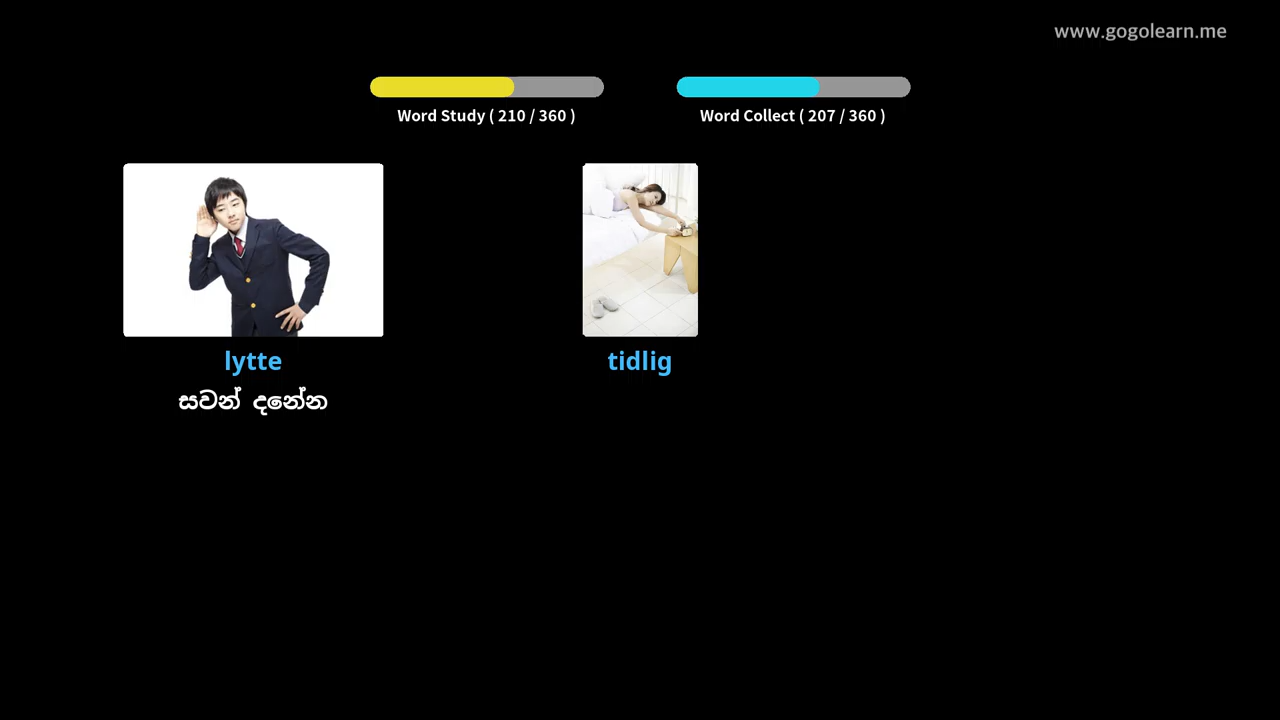 www.gogolearn.me
Word Study ( 210 / 360 )
Word Collect ( 207 / 360 )
lytte
tidlig
සවන් දෙන්න